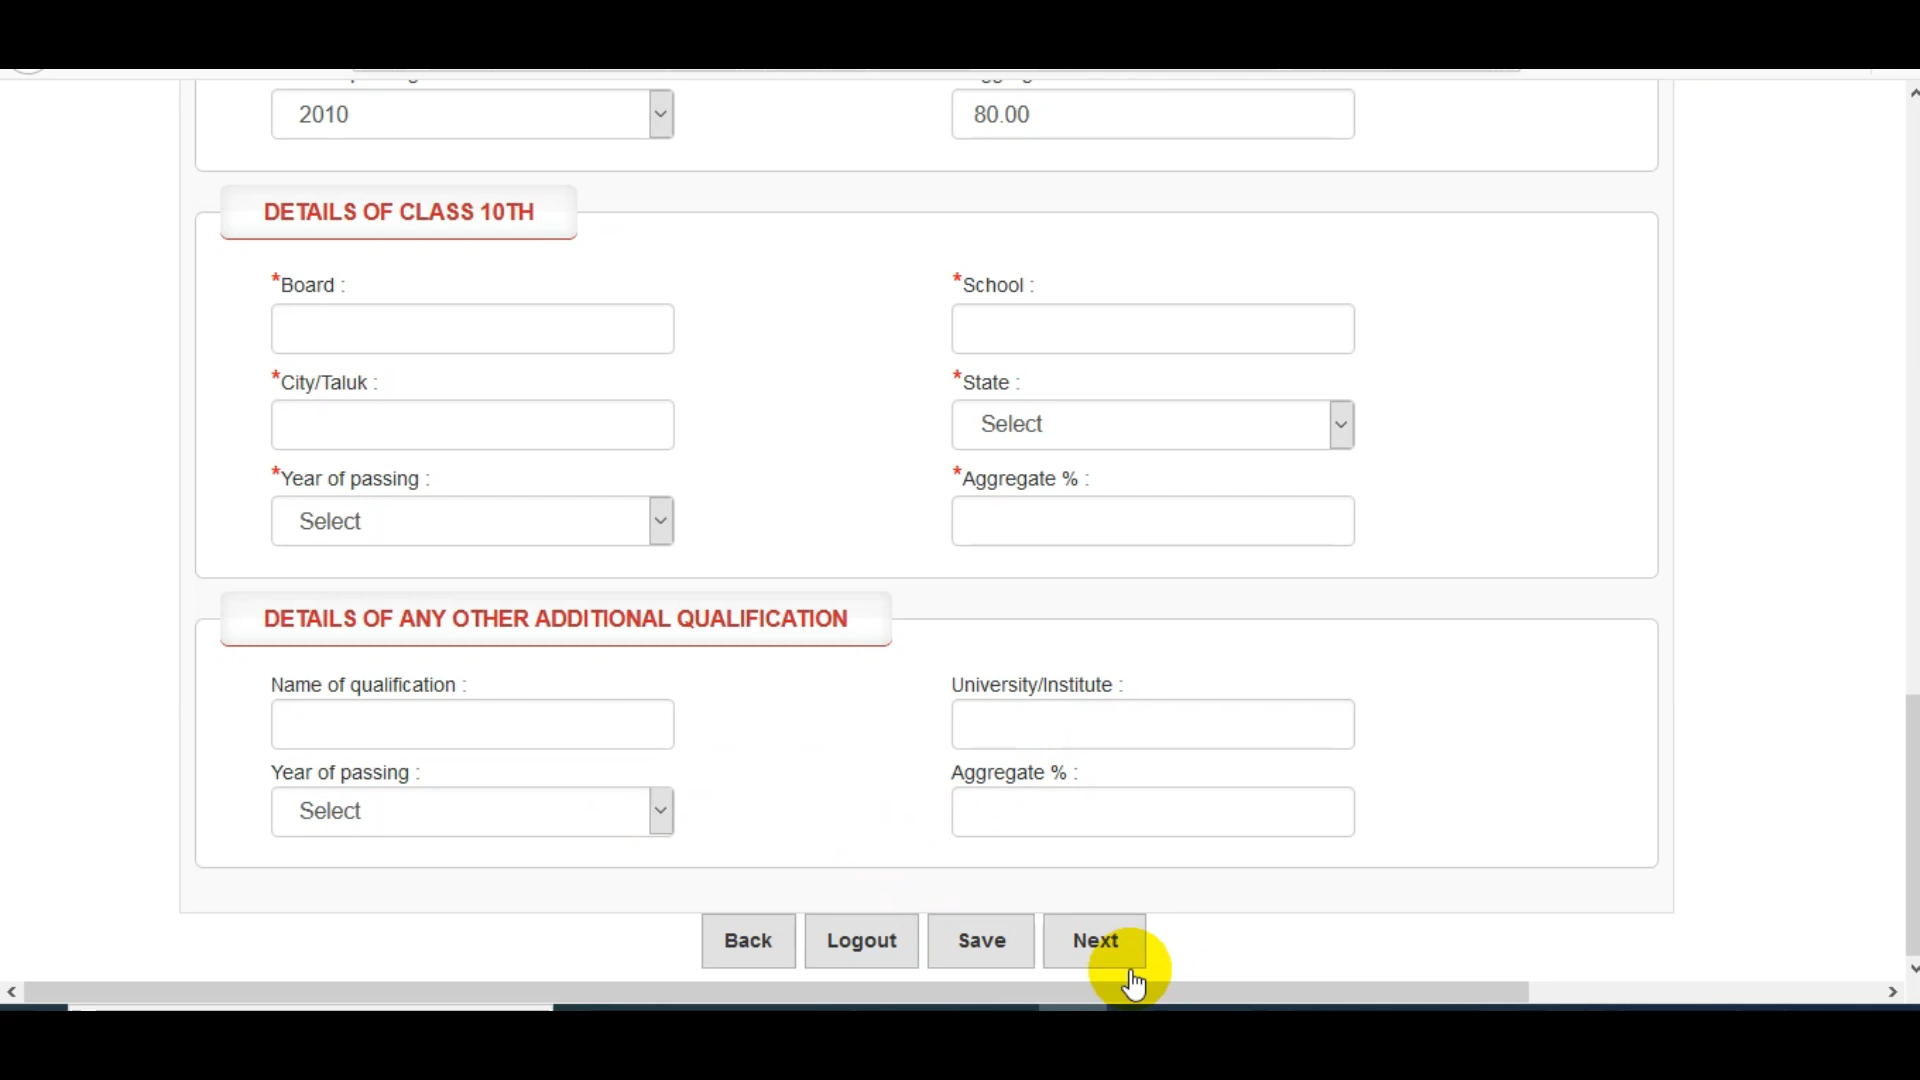 2010 80.00
DETAILS OF CLASS 10TH
*Board : *School :
*City/Taluk : *State :
Select
*Year of passing : *Aggregate % :
Select
DETAILS OF ANY OTHER ADDITIONAL QUALIFICATION
Name of qualification : University/Institute :
Year of passing : Aggregate % :
Select
Back Logout Save Next